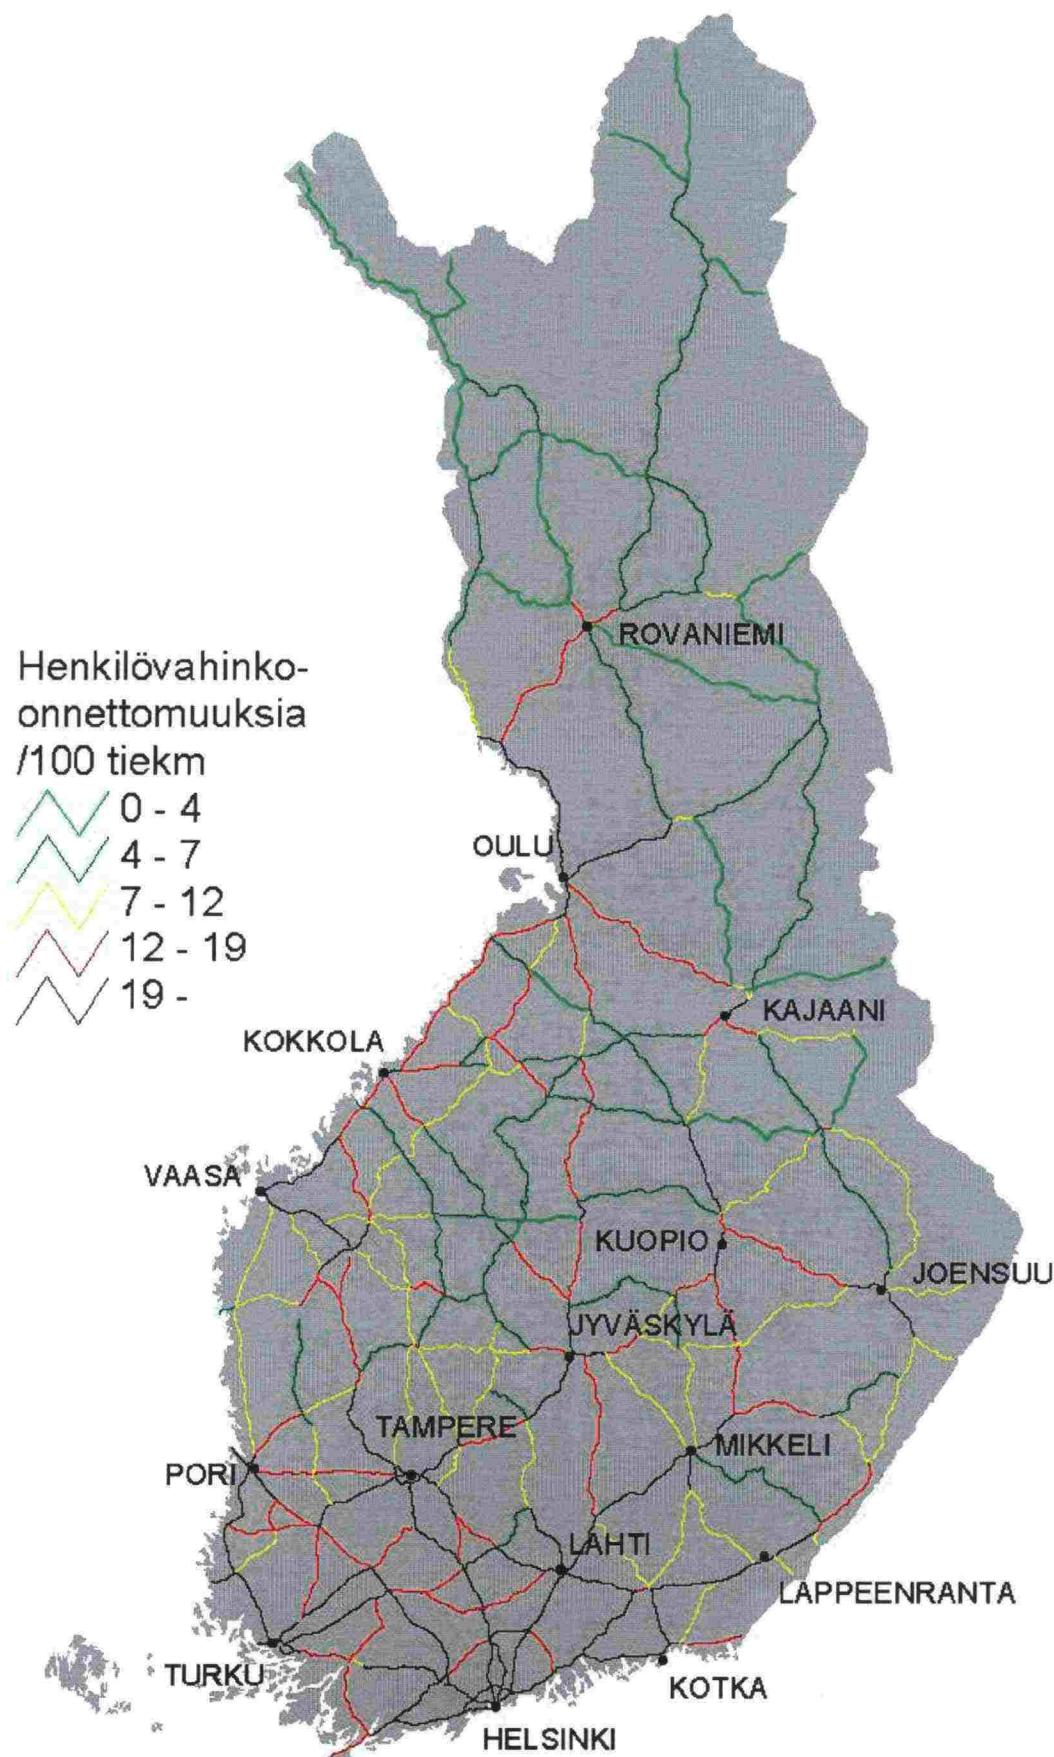 ROVANIEMI
Henkilövahinko-
onnettomuuksia
/100 tiekm
0 - 4
4 - 7
7 - 12
12 - 19
19 -
OULU
KAJAANI
KOKKOLA
VAASA
KUOPIO
JOENSUU
JYVÄSKYLÄ
TAMPERE
MIKKELI
PORI
LAHTI
LAPPEENRANTA
TURKU
KOTKA
HELSINKI